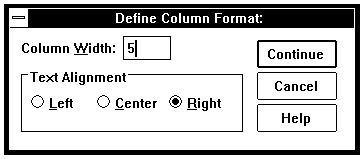 Define Column Format:
Column Width: 5
Continue
Text Alignment
Cancel
Left Center Right
Help